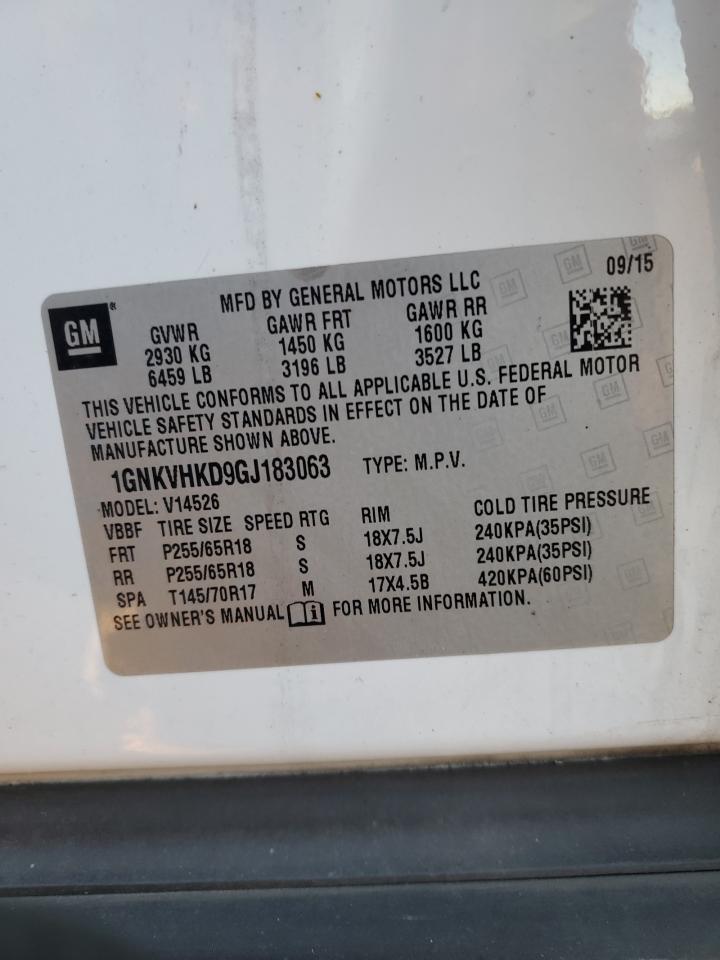 09/15
GM®
MFD BY GENERAL MOTORS LLC
GVWR GAWR FRT GAWR RR
2930 KG 1450 KG 1600 KG
6459 LB 3196 LB 3527 LB
THIS VEHICLE CONFORMS TO ALL APPLICABLE U.S. FEDERAL MOTOR
VEHICLE SAFETY STANDARDS IN EFFECT ON THE DATE OF
MANUFACTURE SHOWN ABOVE.
1GNKVHKD9GJ183063 TYPE: M.P.V.
MODEL: V14526
VBBF TIRE SIZE SPEED RTG RIM COLD TIRE PRESSURE
FRT P255/65R18 S 18X7.5J 240KPA(35PSI)
RR P255/65R18 S 18X7.5J 240KPA(35PSI)
SPA T145/70R17 M 17X4.5B 420KPA(60PSI)
SEE OWNER'S MANUAL FOR MORE INFORMATION.